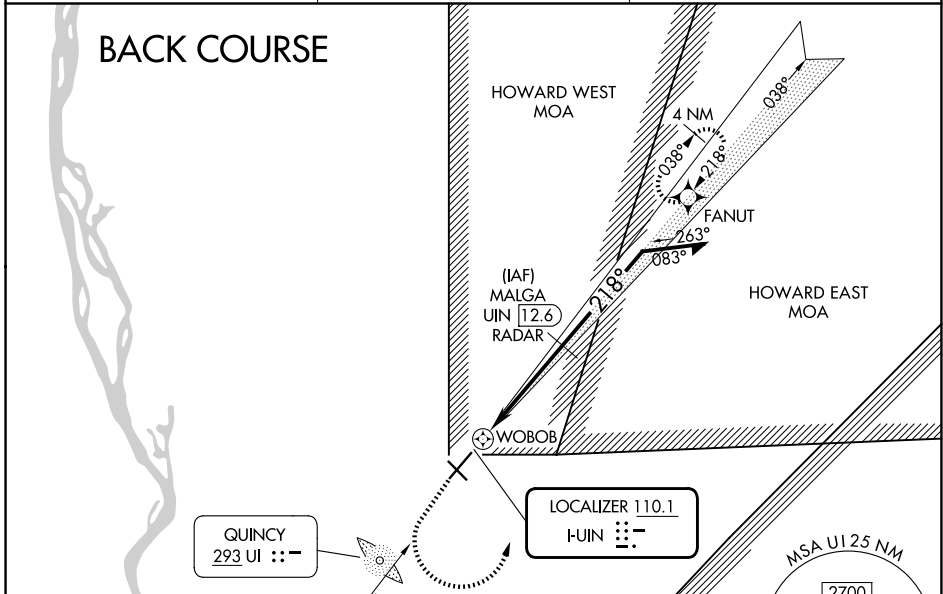 BACK COURSE
HOWARD WEST
MOA
038°
4 NM
038°
218°
FANUT
263°
083°
(IAF)
MALGA
UIN 12.6
RADAR
218°
HOWARD EAST
MOA
WOBOB
LOCALIZER 110.1
I-UIN
QUINCY
293 UI
MSA UI 25 NM
2700